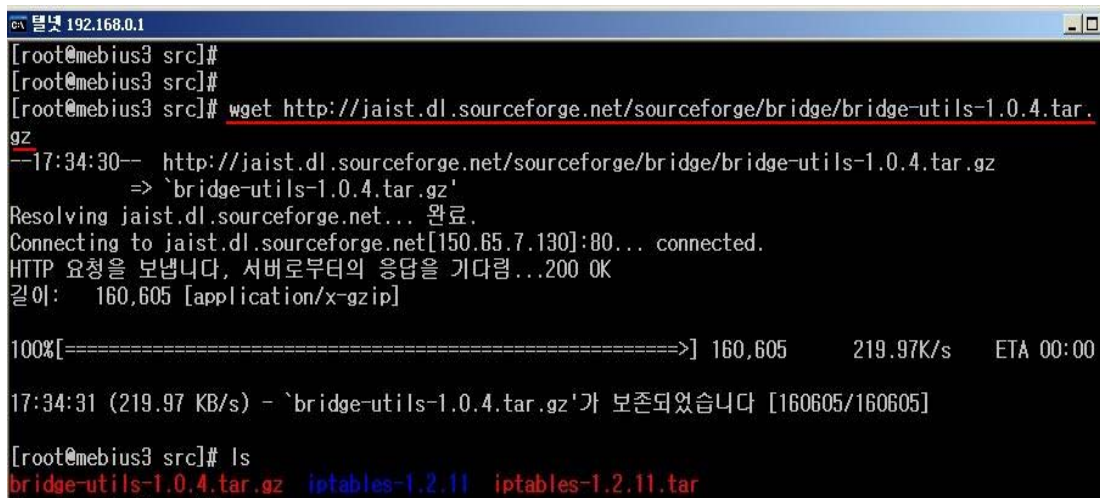 텔넷 192.168.0.1
[root@mebius3 src]#
[root@mebius3 src]#
[root@mebius3 src]# wget http://jaist.dl.sourceforge.net/sourceforge/bridge/bridge-utils-1.0.4.tar.
gz
--17:34:30--  http://jaist.dl.sourceforge.net/sourceforge/bridge/bridge-utils-1.0.4.tar.gz
           => `bridge-utils-1.0.4.tar.gz'
Resolving jaist.dl.sourceforge.net... 완료.
Connecting to jaist.dl.sourceforge.net[150.65.7.130]:80... connected.
HTTP 요청을 보냅니다, 서버로부터의 응답을 기다림...200 OK
길이:   160,605 [application/x-gzip]
100%[========================================================>] 160,605      219.97K/s    ETA 00:00
17:34:31 (219.97 KB/s) - `bridge-utils-1.0.4.tar.gz'가 보존되었습니다 [160605/160605]
[root@mebius3 src]# ls
bridge-utils-1.0.4.tar.gz  iptables-1.2.11  iptables-1.2.11.tar